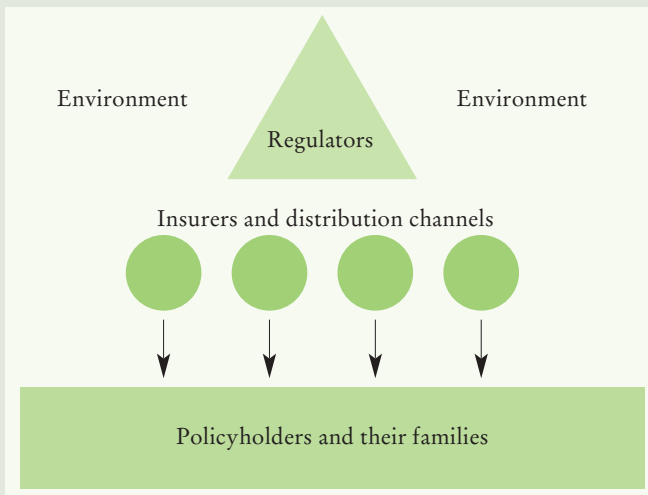 Environment
Environment
Regulators
Insurers and distribution channels
Policyholders and their families